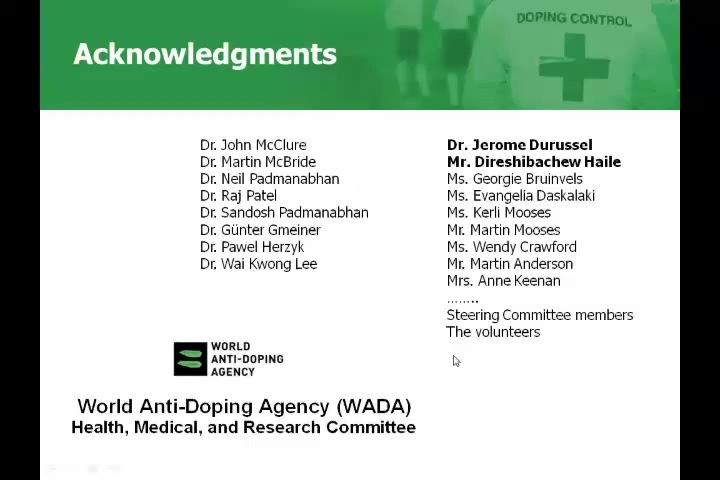 DOPING CONTROL
Acknowledgments
Dr. John McClure
Dr. Martin McBride
Dr. Neil Padmanabhan
Dr. Raj Patel
Dr. Sandosh Padmanabhan
Dr. Günter Gmeiner
Dr. Pawel Herzyk
Dr. Wai Kwong Lee
Dr. Jerome Durussel
Mr. Direshibachew Haile
Ms. Georgie Bruinvels
Ms. Evangelia Daskalaki
Ms. Kerli Mooses
Mr. Martin Mooses
Ms. Wendy Crawford
Mr. Martin Anderson
Mrs. Anne Keenan
……..
Steering Committee members
The volunteers
WORLD
ANTI-DOPING
AGENCY
World Anti-Doping Agency (WADA)
Health, Medical, and Research Committee